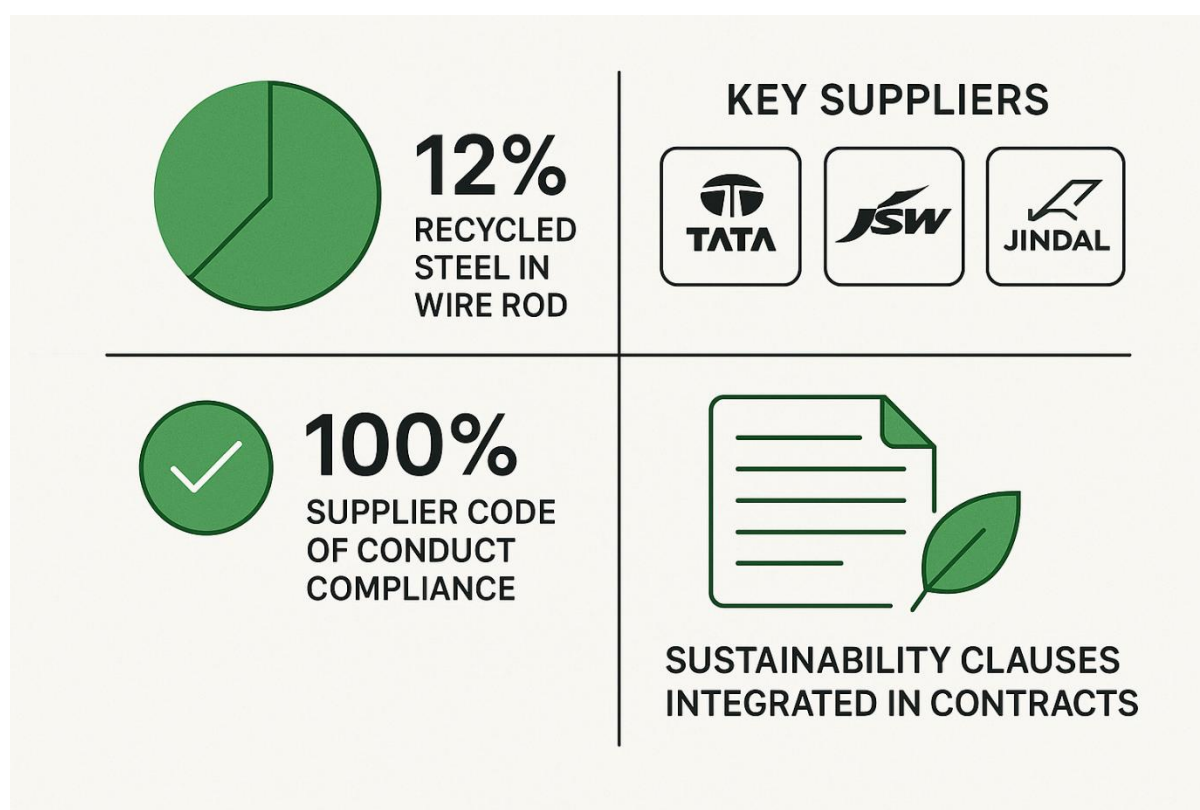 12%
RECYCLED
STEEL IN
WIRE ROD
KEY SUPPLIERS
TATA
JSW
JINDAL
100%
SUPPLIER CODE
OF CONDUCT
COMPLIANCE
SUSTAINABILITY CLAUSES
INTEGRATED IN CONTRACTS